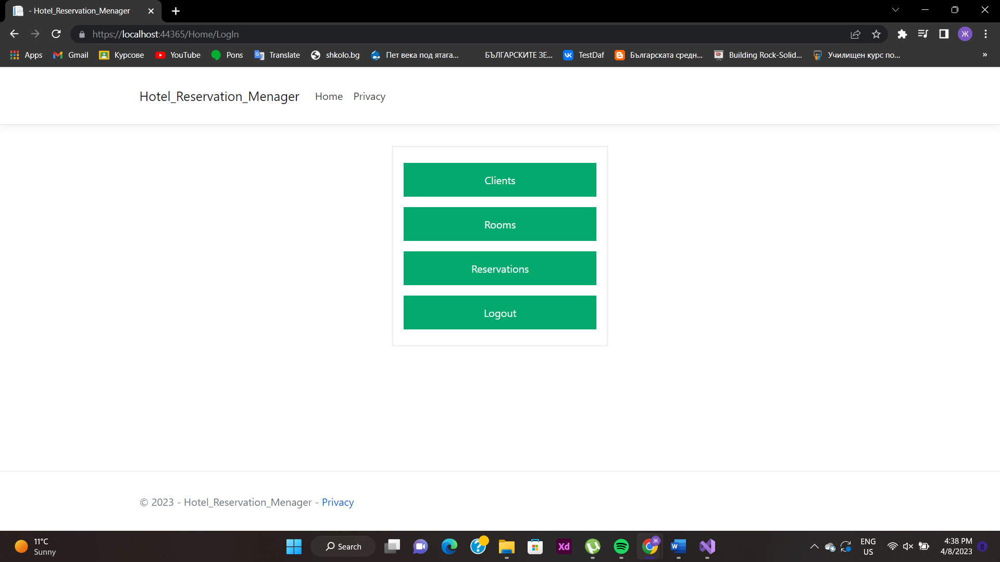 - Hotel_Reservation_Menager
https://localhost:44365/Home/LogIn
Ж
Apps
Gmail
Курсове
YouTube
Pons
Translate
shkolo.bg
Пет века под ятага...
БЪЛГАРСКИТЕ ЗЕ...
TestDaf
Българската средн...
Building Rock-Solid...
Училищен курс по...
»
Hotel_Reservation_Menager
Home
Privacy
Clients
Rooms
Reservations
Logout
© 2023 - Hotel_Reservation_Menager - Privacy
11°C
Sunny
Search
Xd
ENG
US
4:38 PM
4/8/2023
8